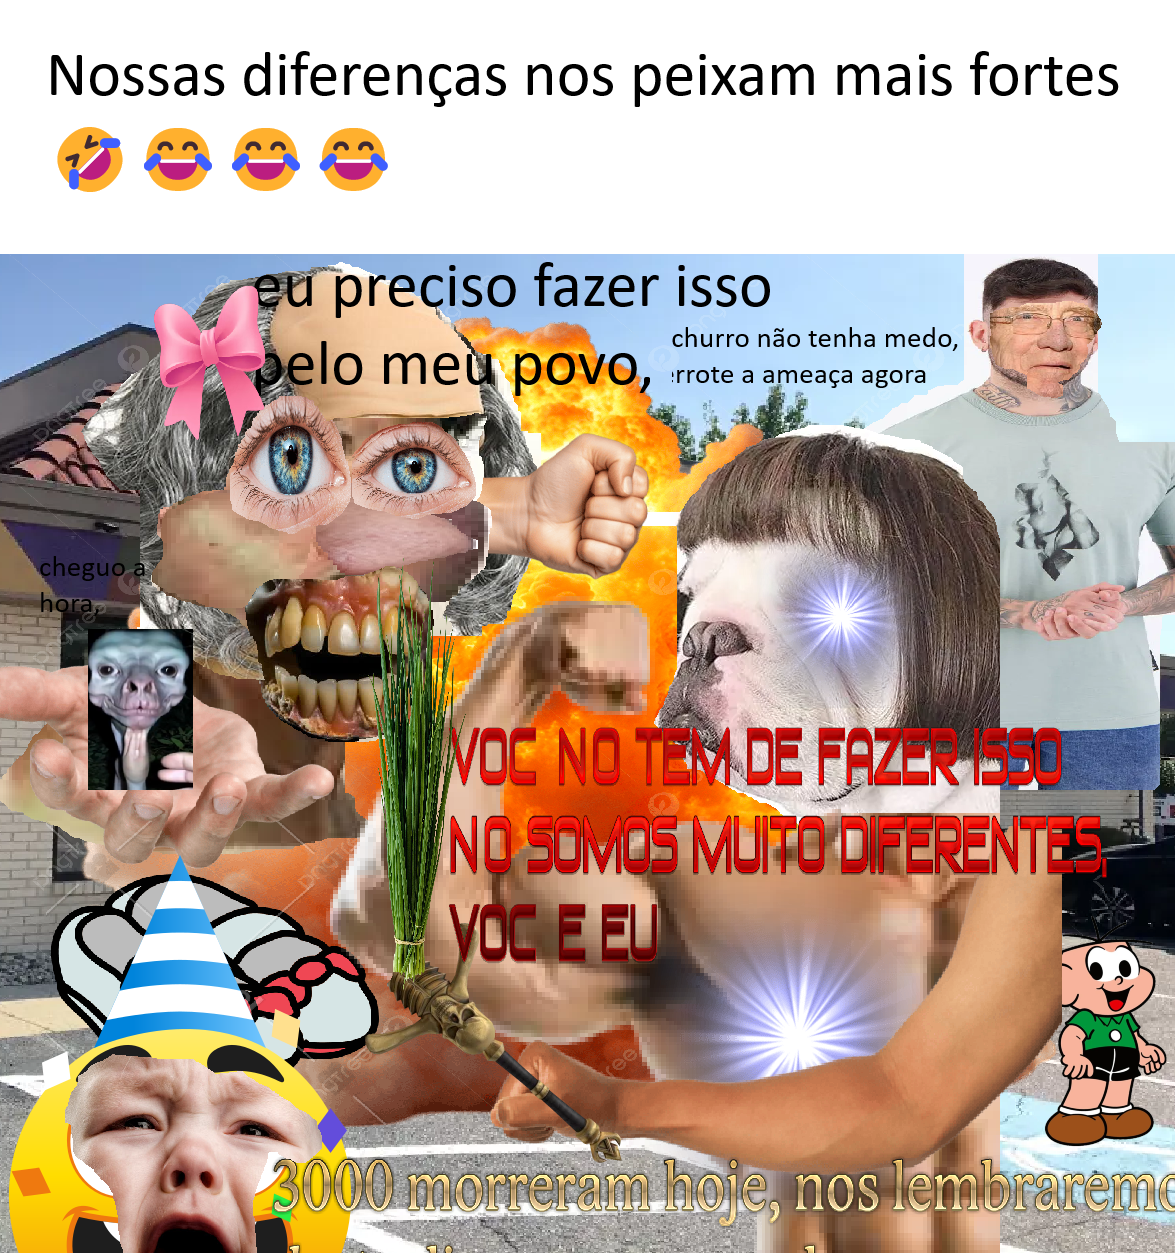 Nossas diferenças nos peixam mais fortes
🤣 😂 😂 😂
eu preciso fazer isso
pelo meu povo,
churro não tenha medo,
rrote a ameaça agora
cheguo a
hora,
VOC NO TEM DE FAZER ISSO
NO SOMOS MUITO DIFERENTES,
VOC E EU
3000 morreram hoje, nos lembraremo